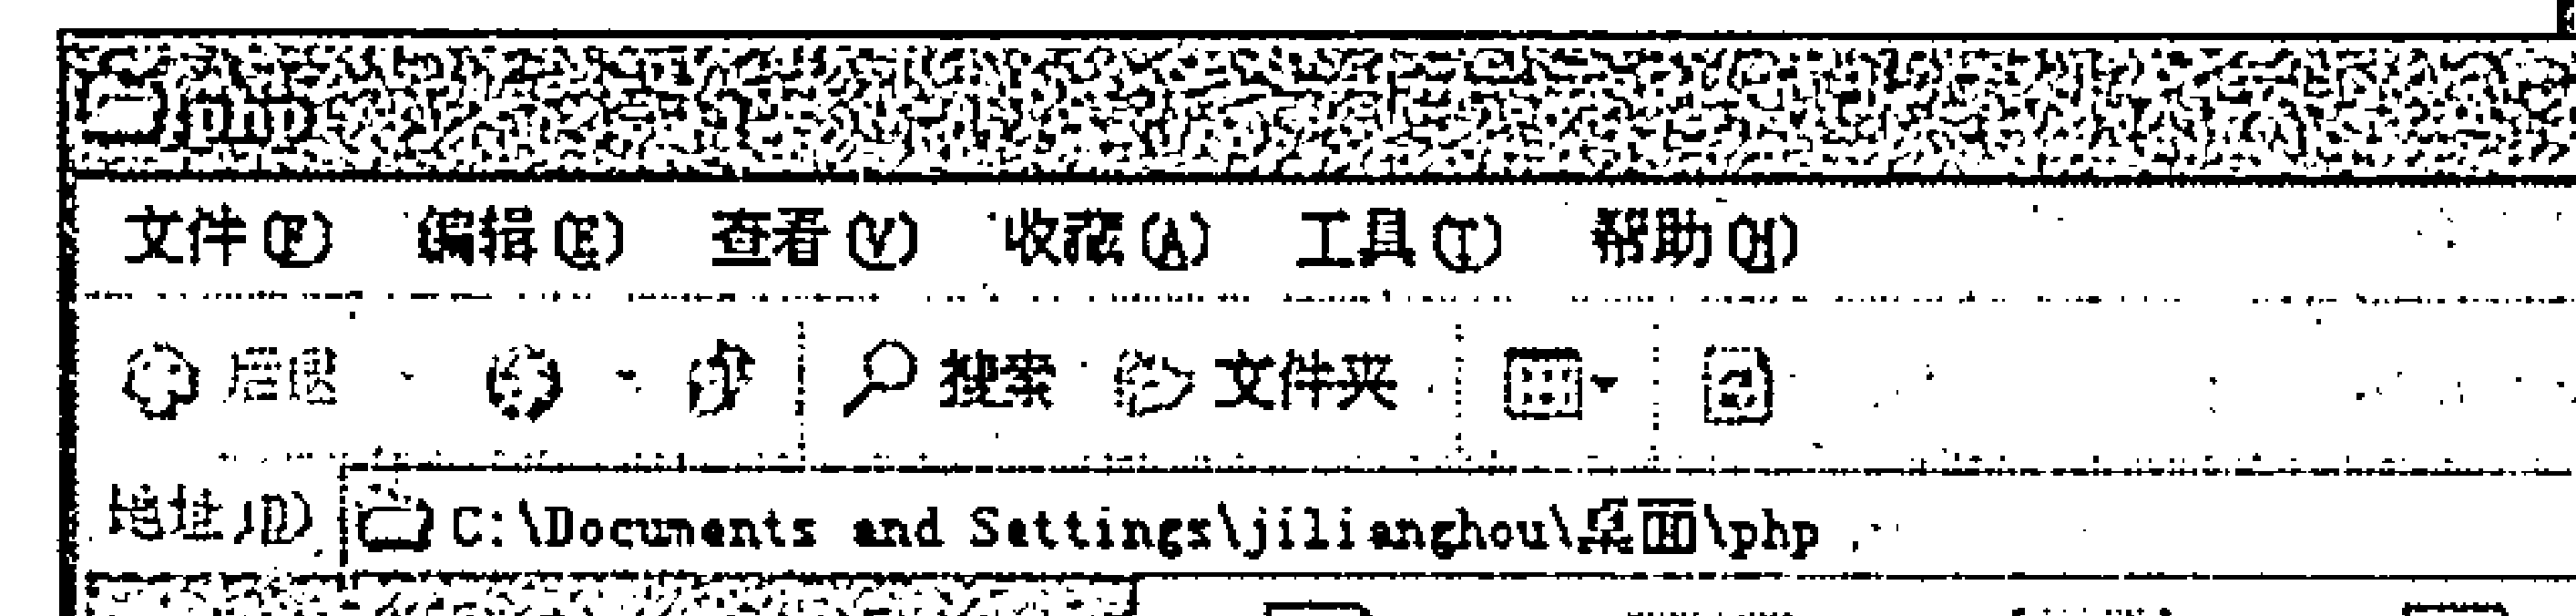 php
文件(F) 编辑(E) 查看(V) 收藏(A) 工具(T) 帮助(H)
后退 搜索 文件夹
地址(D) C:\Documents and Settings\jilianghou\桌面\php